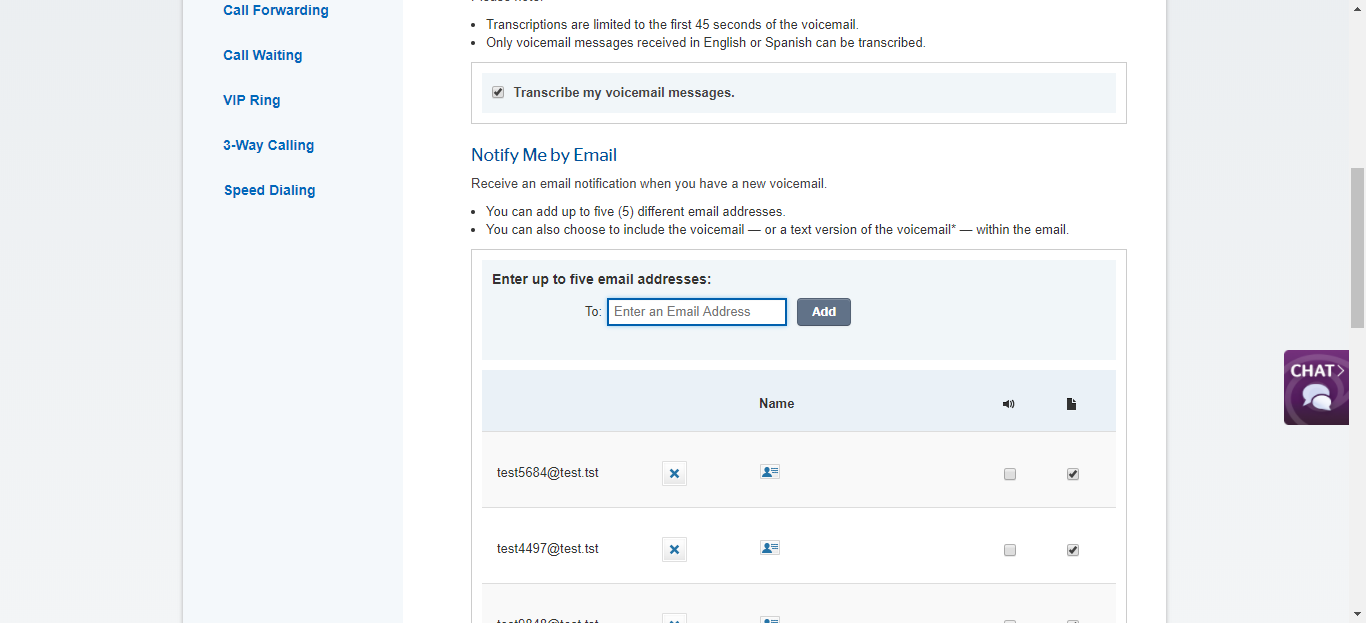 Call Forwarding
Call Waiting
VIP Ring
3-Way Calling
Speed Dialing
Transcriptions are limited to the first 45 seconds of the voicemail.
Only voicemail messages received in English or Spanish can be transcribed.
Transcribe my voicemail messages.
Notify Me by Email
Receive an email notification when you have a new voicemail.
You can add up to five (5) different email addresses.
You can also choose to include the voicemail — or a text version of the voicemail* — within the email.
Enter up to five email addresses:
To: Enter an Email Address Add
CHAT
Name
test5684@test.tst
test4497@test.tst